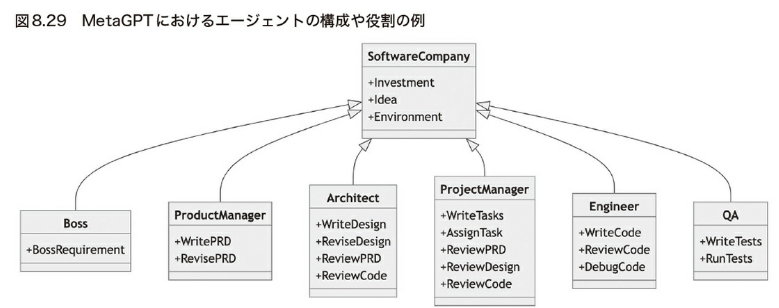 図8.29 MetaGPTにおけるエージェントの構成や役割の例
SoftwareCompany
+Investment
+Idea
+Environment
Boss
+BossRequirement
ProductManager
+WritePRD
+RevisePRD
Architect
+WriteDesign
+ReviseDesign
+ReviewPRD
+ReviewCode
ProjectManager
+WriteTasks
+AssignTask
+ReviewPRD
+ReviewDesign
+ReviewCode
Engineer
+WriteCode
+ReviewCode
+DebugCode
QA
+WriteTests
+RunTests